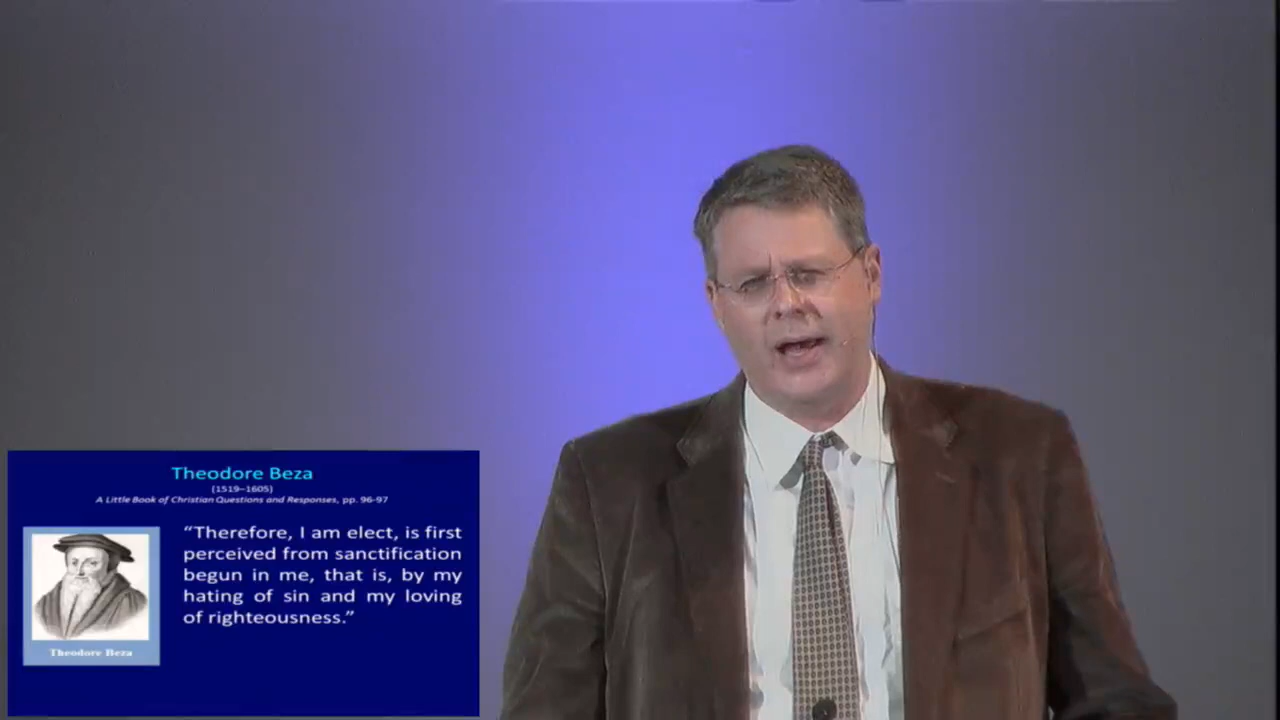 Theodore Beza
(1519–1605)
A Little Book of Christian Questions and Responses, pp. 96-97
“Therefore, I am elect, is first
perceived from sanctification
begun in me, that is, by my
hating of sin and my loving
of righteousness.”
Theodore Beza